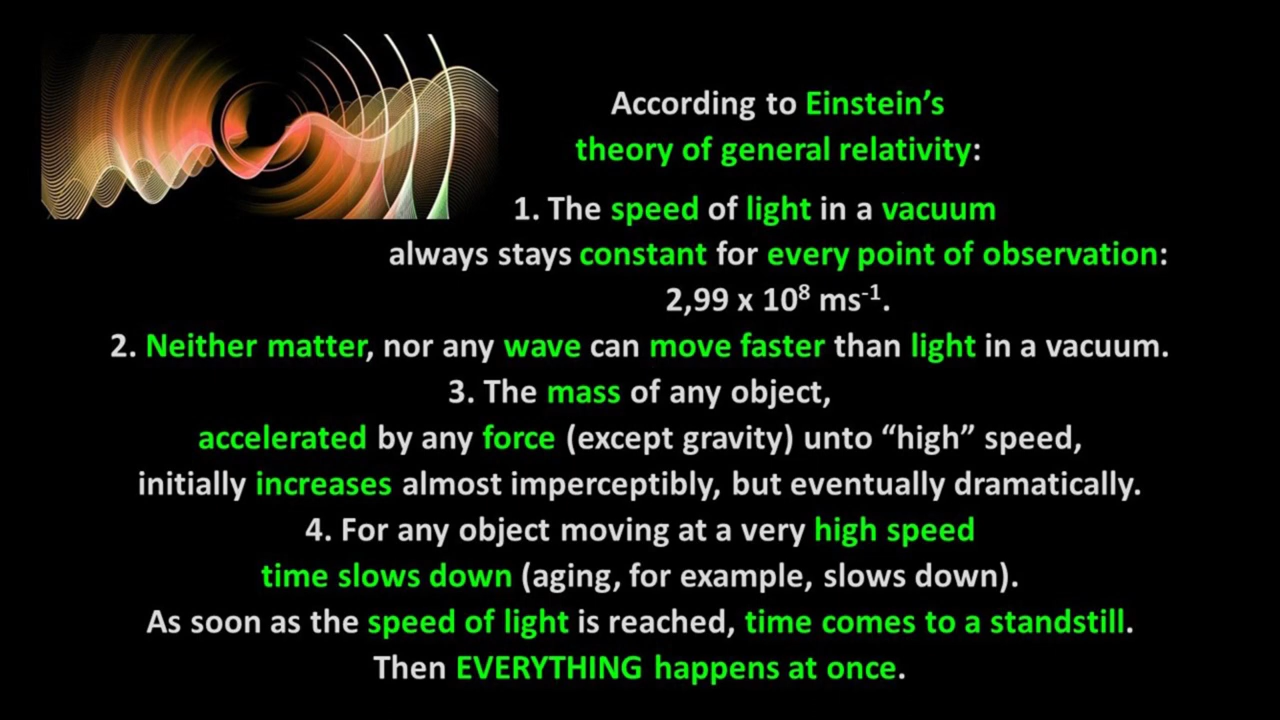 According to Einstein’s
theory of general relativity:
1. The speed of light in a vacuum
always stays constant for every point of observation:
2,99 x 10⁸ ms⁻¹.
2. Neither matter, nor any wave can move faster than light in a vacuum.
3. The mass of any object,
accelerated by any force (except gravity) unto “high” speed,
initially increases almost imperceptibly, but eventually dramatically.
4. For any object moving at a very high speed
time slows down (aging, for example, slows down).
As soon as the speed of light is reached, time comes to a standstill.
Then EVERYTHING happens at once.